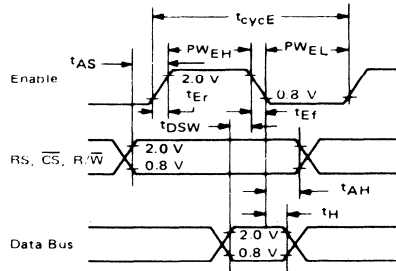 tcycE
tAS
PWEH
PWEL
Enable
2.0 V
0.8 V
tEr
tEf
tDSW
RS, C̅S̅, R/W̅
2.0 V
0.8 V
tAH
tH
Data Bus
2.0 V
0.8 V